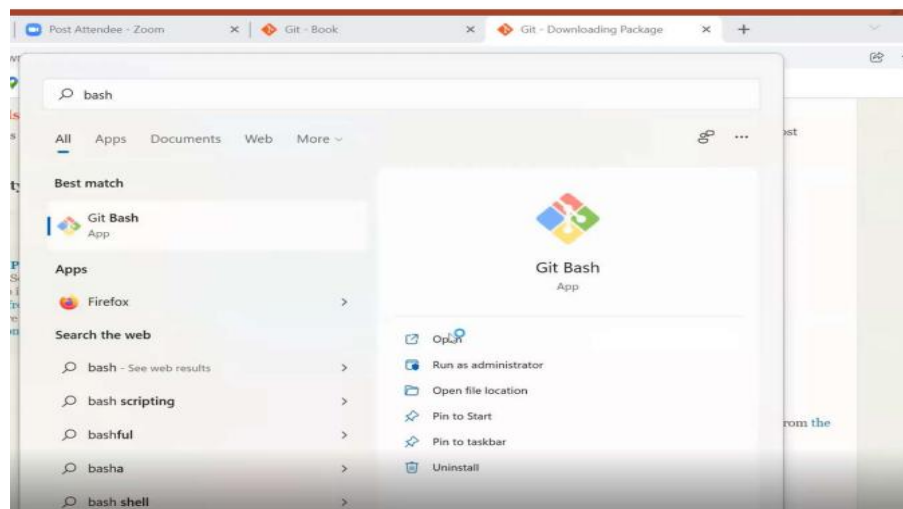 Post Attendee - Zoom
Git - Book
Git - Downloading Package
bash
All Apps Documents Web More
Best match
Git Bash
App
Apps
Firefox
Search the web
bash - See web results
bash scripting
bashful
basha
bash shell
Git Bash
App
Open
Run as administrator
Open file location
Pin to Start
Pin to taskbar
Uninstall
rom the